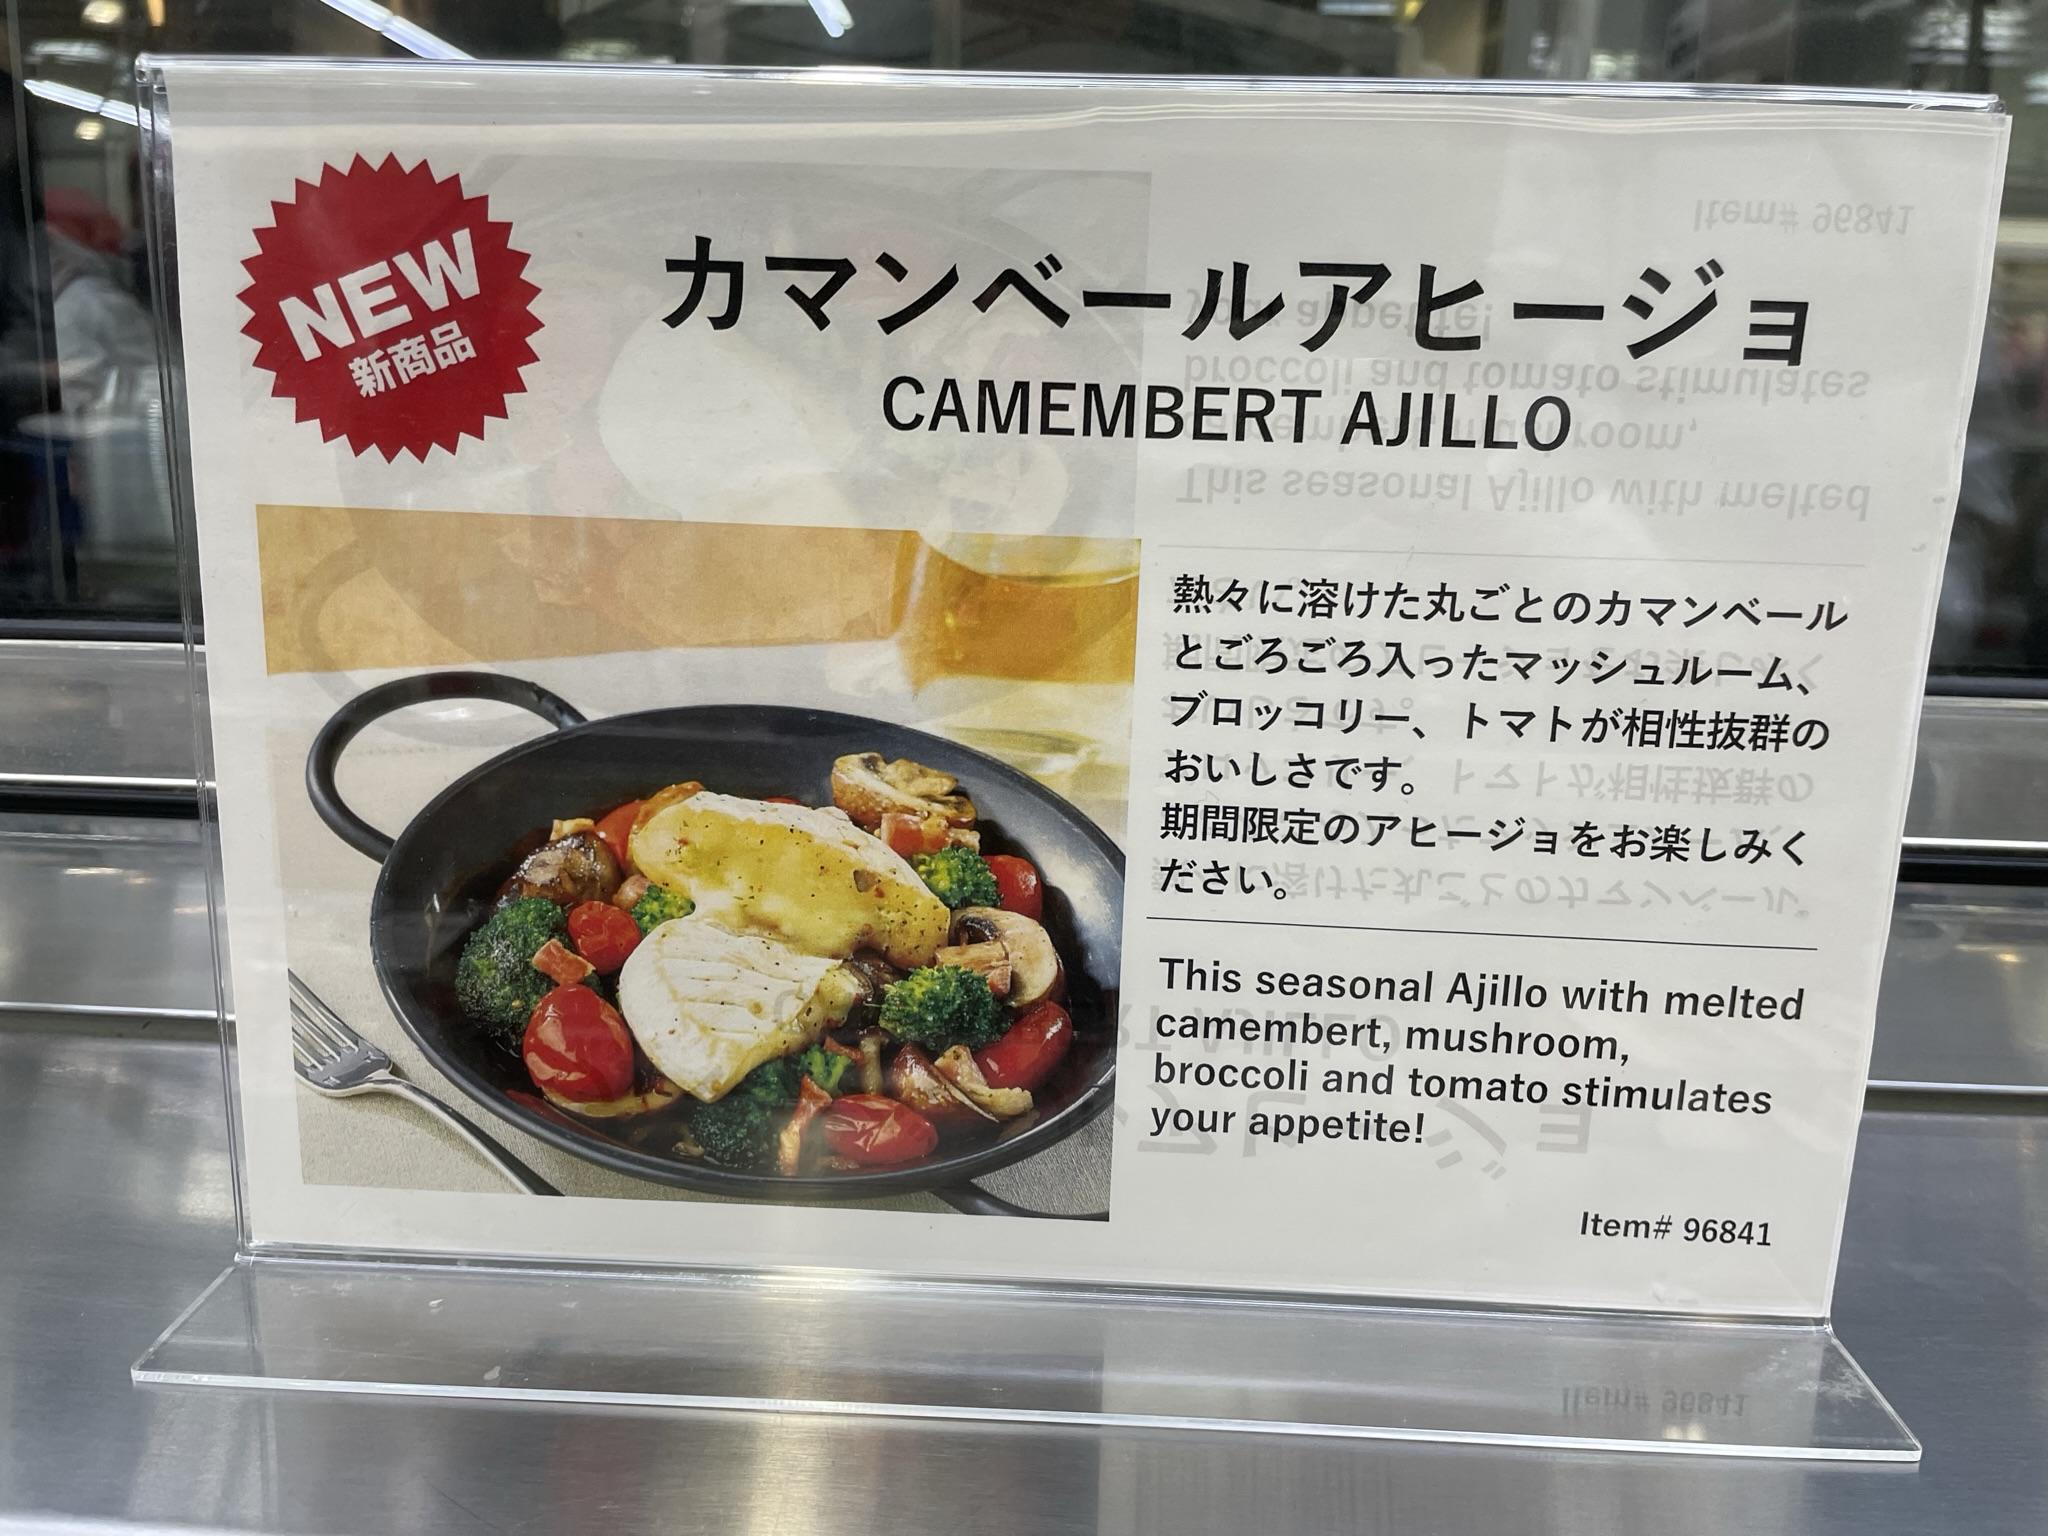 NEW
新商品
カマンベールアヒージョ
CAMEMBERT AJILLO
熱々に溶けた丸ごとのカマンベール
とごろごろ入ったマッシュルーム、
ブロッコリー、トマトが相性抜群の
おいしさです。
期間限定のアヒージョをお楽しみく
ださい。
This seasonal Ajillo with melted
camembert, mushroom,
broccoli and tomato stimulates
your appetite!
Item# 96841